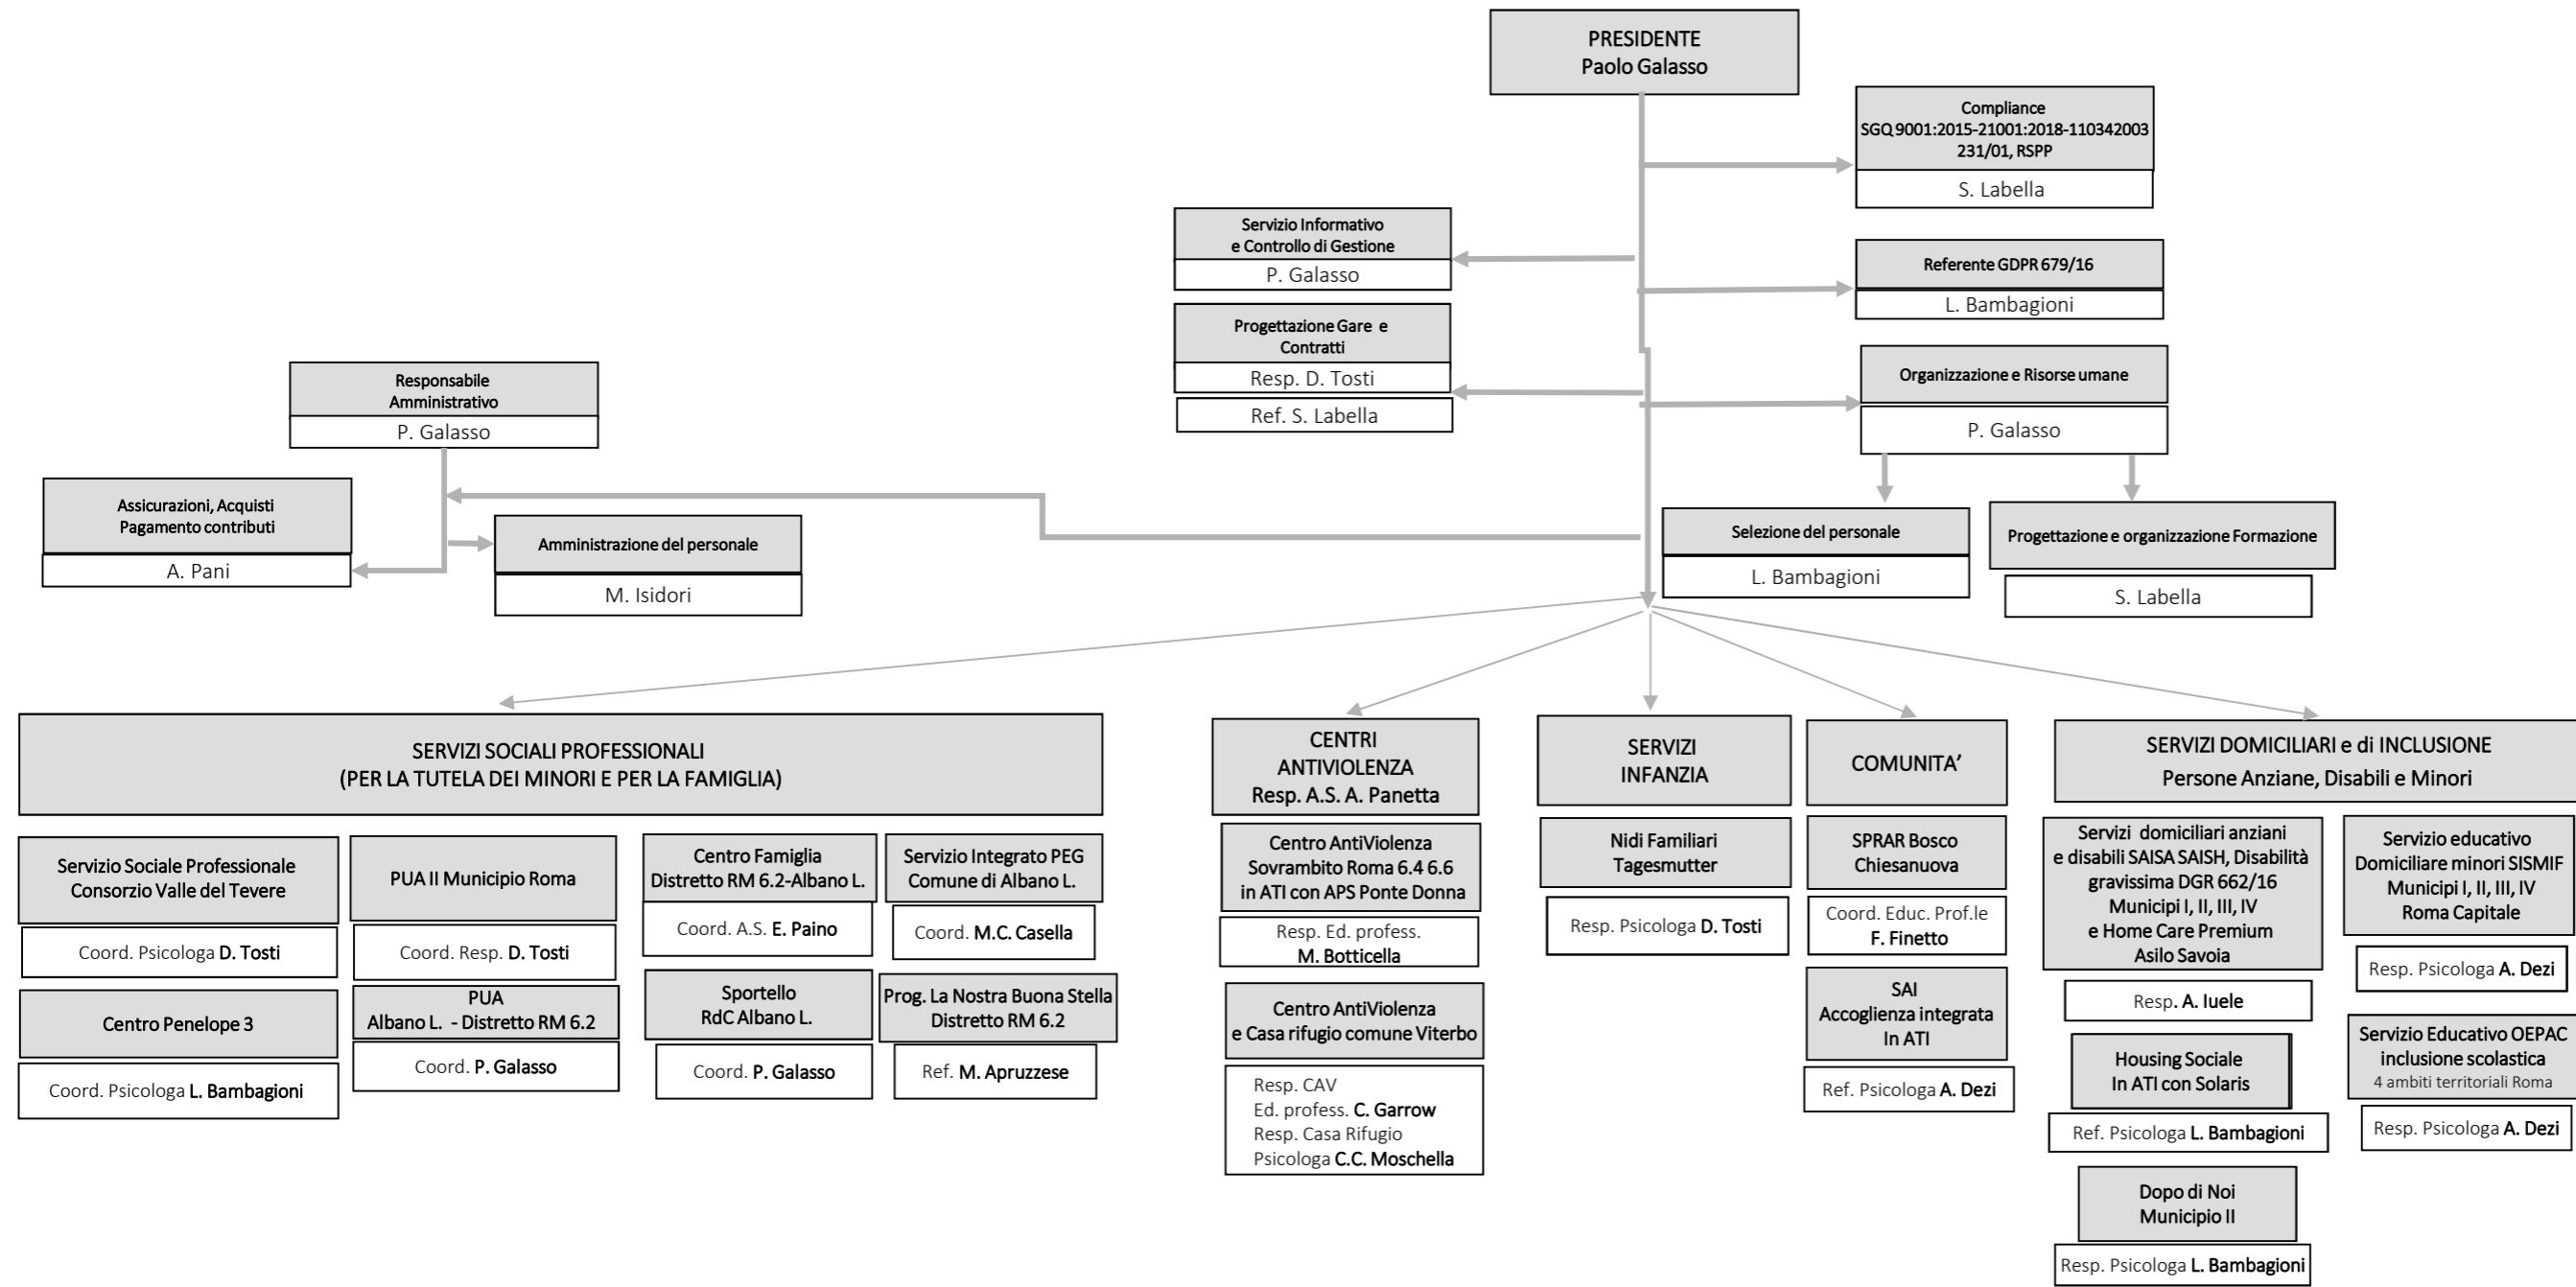 PRESIDENTE
Paolo Galasso
Compliance
SGQ 9001:2015-21001:2018-110342003
231/01, RSPP
S. Labella
Servizio Informativo
e Controllo di Gestione
P. Galasso
Referente GDPR 679/16
L. Bambagioni
Progettazione Gare e
Contratti
Resp. D. Tosti
Ref. S. Labella
Organizzazione e Risorse umane
P. Galasso
Responsabile
Amministrativo
P. Galasso
Assicurazioni, Acquisti
Pagamento contributi
A. Pani
Amministrazione del personale
M. Isidori
Selezione del personale
L. Bambagioni
Progettazione e organizzazione Formazione
S. Labella
SERVIZI SOCIALI PROFESSIONALI
(PER LA TUTELA DEI MINORI E PER LA FAMIGLIA)
Servizio Sociale Professionale
Consorzio Valle del Tevere
Coord. Psicologa D. Tosti
Centro Penelope 3
Coord. Psicologa L. Bambagioni
PUA II Municipio Roma
Coord. Resp. D. Tosti
PUA
Albano L. - Distretto RM 6.2
Coord. P. Galasso
Centro Famiglia
Distretto RM 6.2-Albano L.
Coord. A.S. E. Paino
Sportello
RdC Albano L.
Coord. P. Galasso
Servizio Integrato PEG
Comune di Albano L.
Coord. M.C. Casella
Prog. La Nostra Buona Stella
Distretto RM 6.2
Ref. M. Apruzzese
CENTRI
ANTIVIOLENZA
Resp. A.S. A. Panetta
Centro AntiViolenza
Sovrambito Roma 6.4 6.6
in ATI con APS Ponte Donna
Resp. Ed. profess.
M. Botticella
Centro AntiViolenza
e Casa rifugio comune Viterbo
Resp. CAV
Ed. profess. C. Garrow
Resp. Casa Rifugio
Psicologa C.C. Moschella
SERVIZI
INFANZIA
Nidi Familiari
Tagesmutter
Resp. Psicologa D. Tosti
COMUNITA'
SPRAR Bosco
Chiesanuova
Coord. Educ. Prof.le
F. Finetto
SAI
Accoglienza integrata
In ATI
Ref. Psicologa A. Dezi
SERVIZI DOMICILIARI e di INCLUSIONE
Persone Anziane, Disabili e Minori
Servizi domiciliari anziani
e disabili SAISA SAISH, Disabilità
gravissima DGR 662/16
Municipi I, II, III, IV
e Home Care Premium
Asilo Savoia
Resp. A. Iuele
Housing Sociale
In ATI con Solaris
Ref. Psicologa L. Bambagioni
Dopo di Noi
Municipio II
Resp. Psicologa L. Bambagioni
Servizio educativo
Domiciliare minori SISMIF
Municipi I, II, III, IV
Roma Capitale
Resp. Psicologa A. Dezi
Servizio Educativo OEPAC
inclusione scolastica
4 ambiti territoriali Roma
Resp. Psicologa A. Dezi